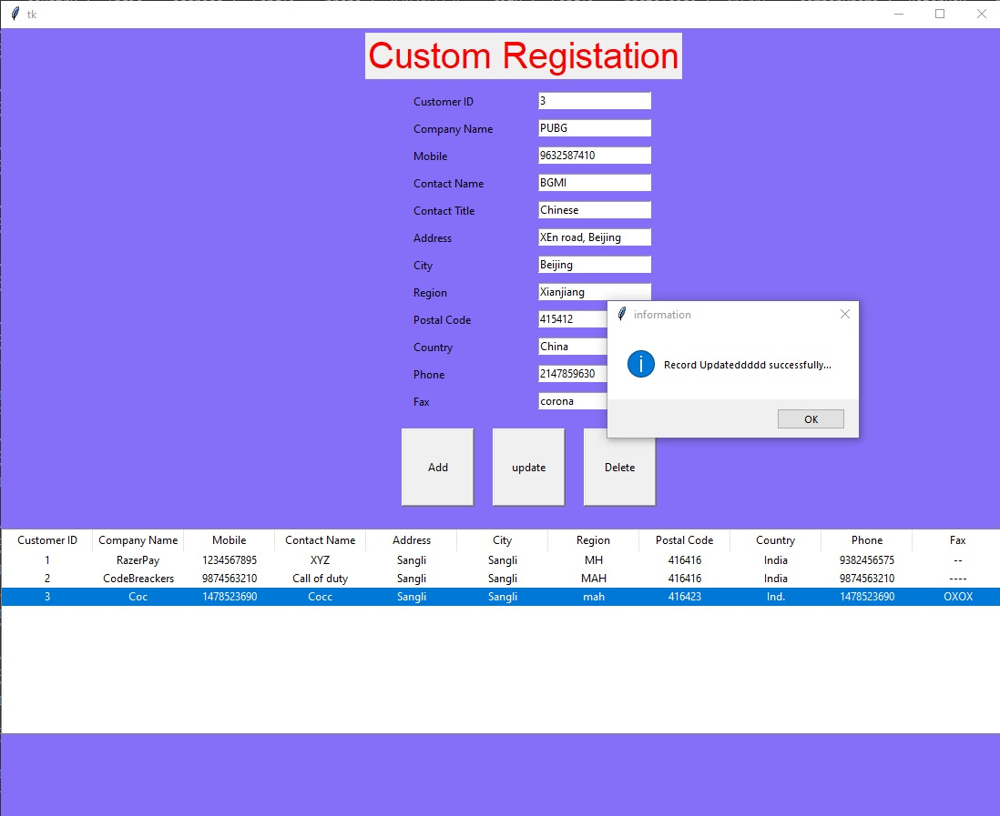 tk
Custom Registation
Customer ID 3
Company Name PUBG
Mobile 9632587410
Contact Name BGMI
Contact Title Chinese
Address XEn road, Beijing
City Beijing
Region Xianjiang
Postal Code 415412
Country China
Phone 2147859630
Fax corona
information
Record Updateddddd successfully...
OK
Add update Delete
Customer ID Company Name Mobile Contact Name Address City Region Postal Code Country Phone Fax
1 RazerPay 1234567895 XYZ Sangli Sangli MH 416416 India 9382456575 --
2 CodeBreackers 9874563210 Call of duty Sangli Sangli MAH 416416 India 9874563210 ----
3 Coc 1478523690 Cocc Sangli Sangli mah 416423 Ind. 1478523690 OXOX